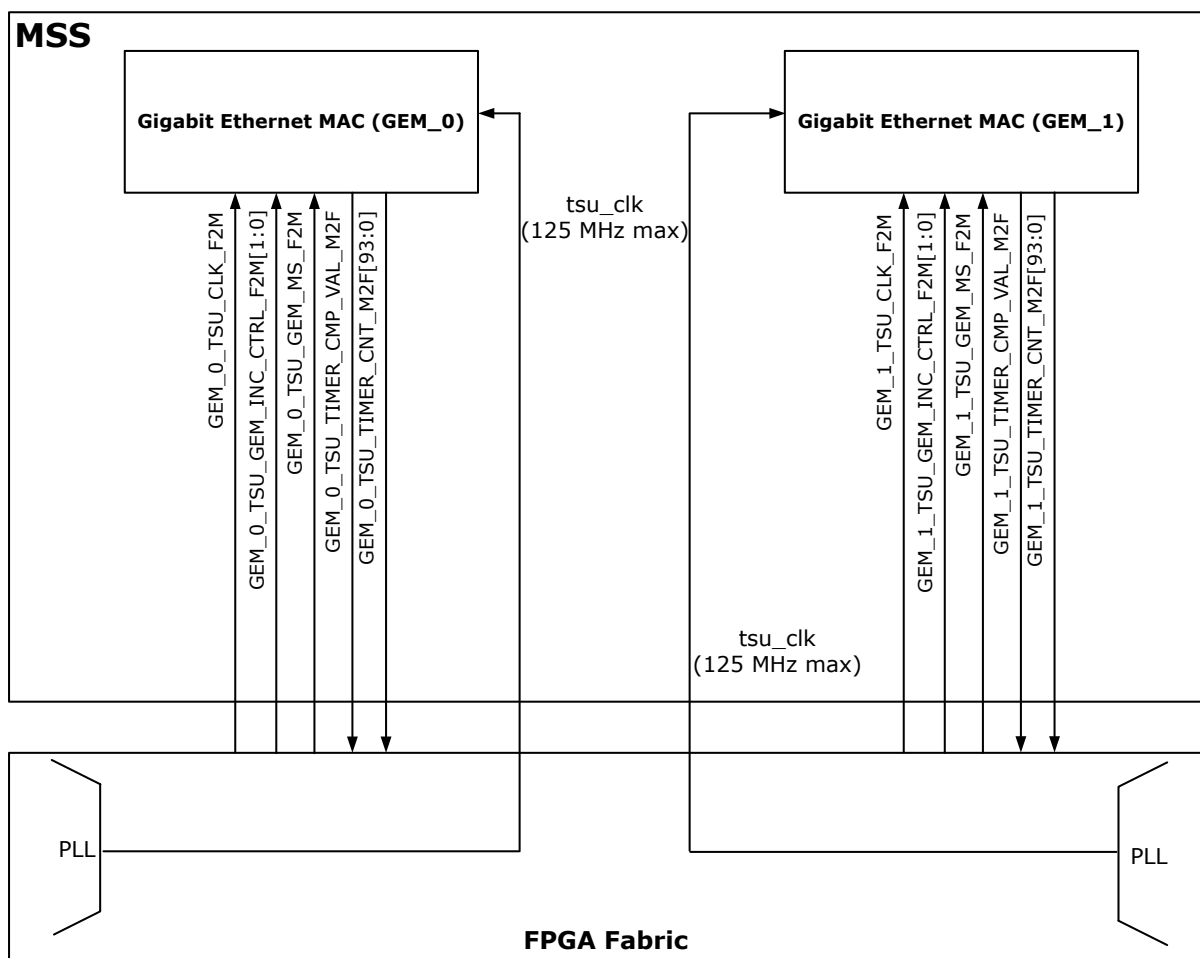 MSS
Gigabit Ethernet MAC (GEM_0)
Gigabit Ethernet MAC (GEM_1)
tsu_clk
(125 MHz max)
GEM_0_TSU_CLK_F2M
GEM_0_TSU_GEM_INC_CTRL_F2M[1:0]
GEM_0_TSU_GEM_MS_F2M
GEM_0_TSU_TIMER_CMP_VAL_M2F
GEM_0_TSU_TIMER_CNT_M2F[93:0]
GEM_1_TSU_CLK_F2M
GEM_1_TSU_GEM_INC_CTRL_F2M[1:0]
GEM_1_TSU_GEM_MS_F2M
GEM_1_TSU_TIMER_CMP_VAL_M2F
GEM_1_TSU_TIMER_CNT_M2F[93:0]
tsu_clk
(125 MHz max)
PLL
PLL
FPGA Fabric